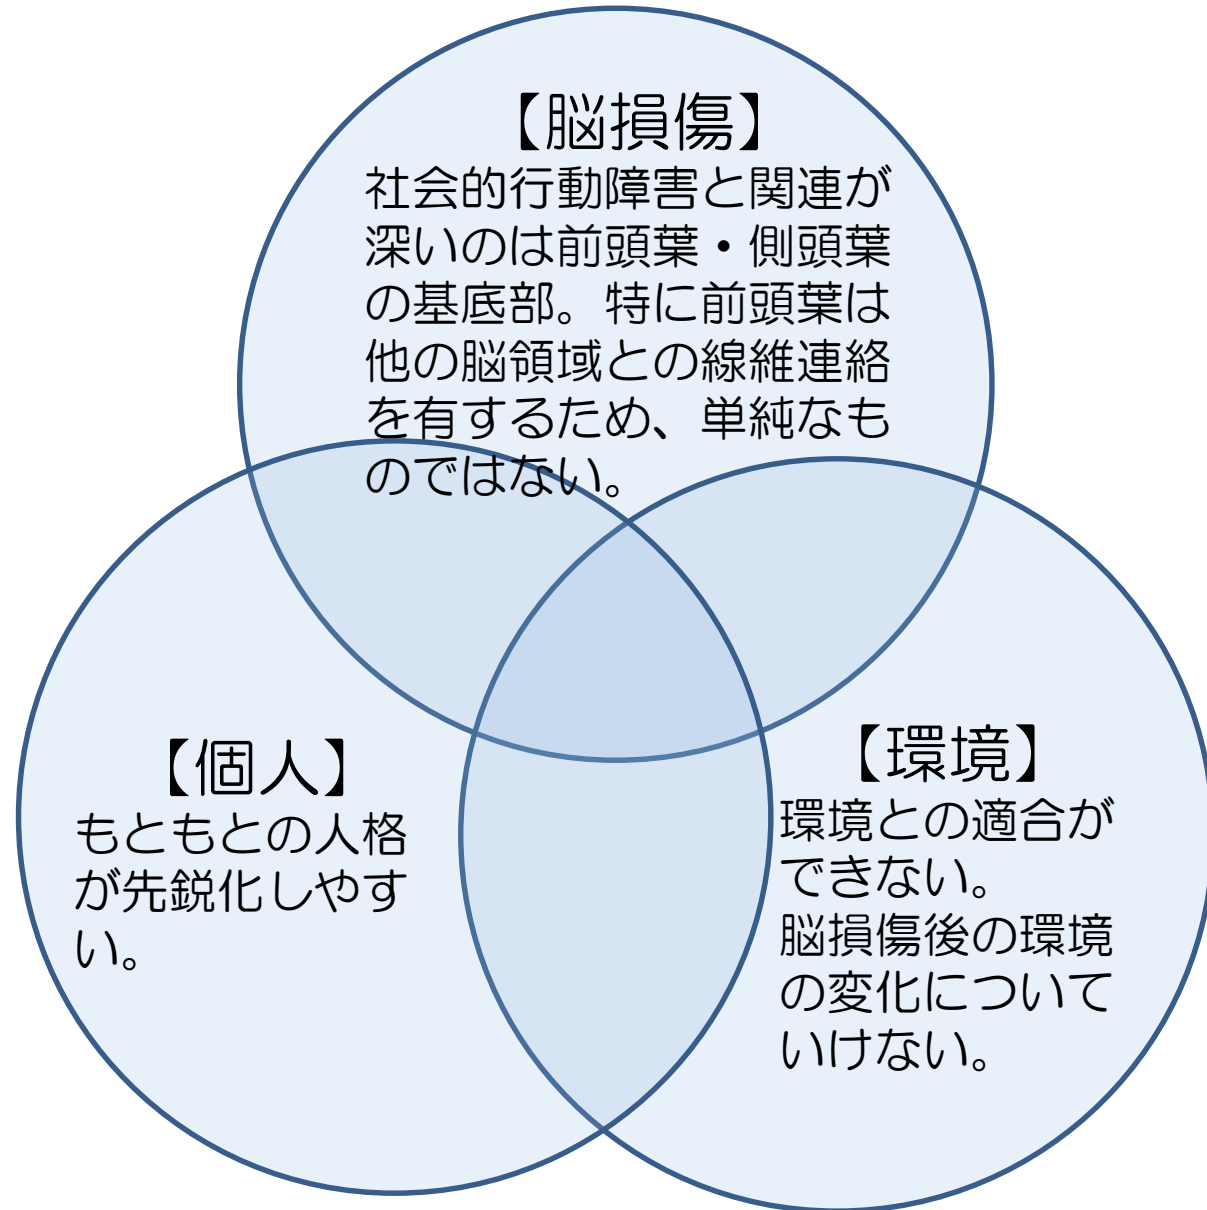 【脳損傷】
社会的行動障害と関連が
深いのは前頭葉・側頭葉
の基底部。特に前頭葉は
他の脳領域との線維連絡
を有するため、単純なも
のではない。
【個人】
もともとの人格
が先鋭化しやす
い。
【環境】
環境との適合が
できない。
脳損傷後の環境
の変化について
いけない。